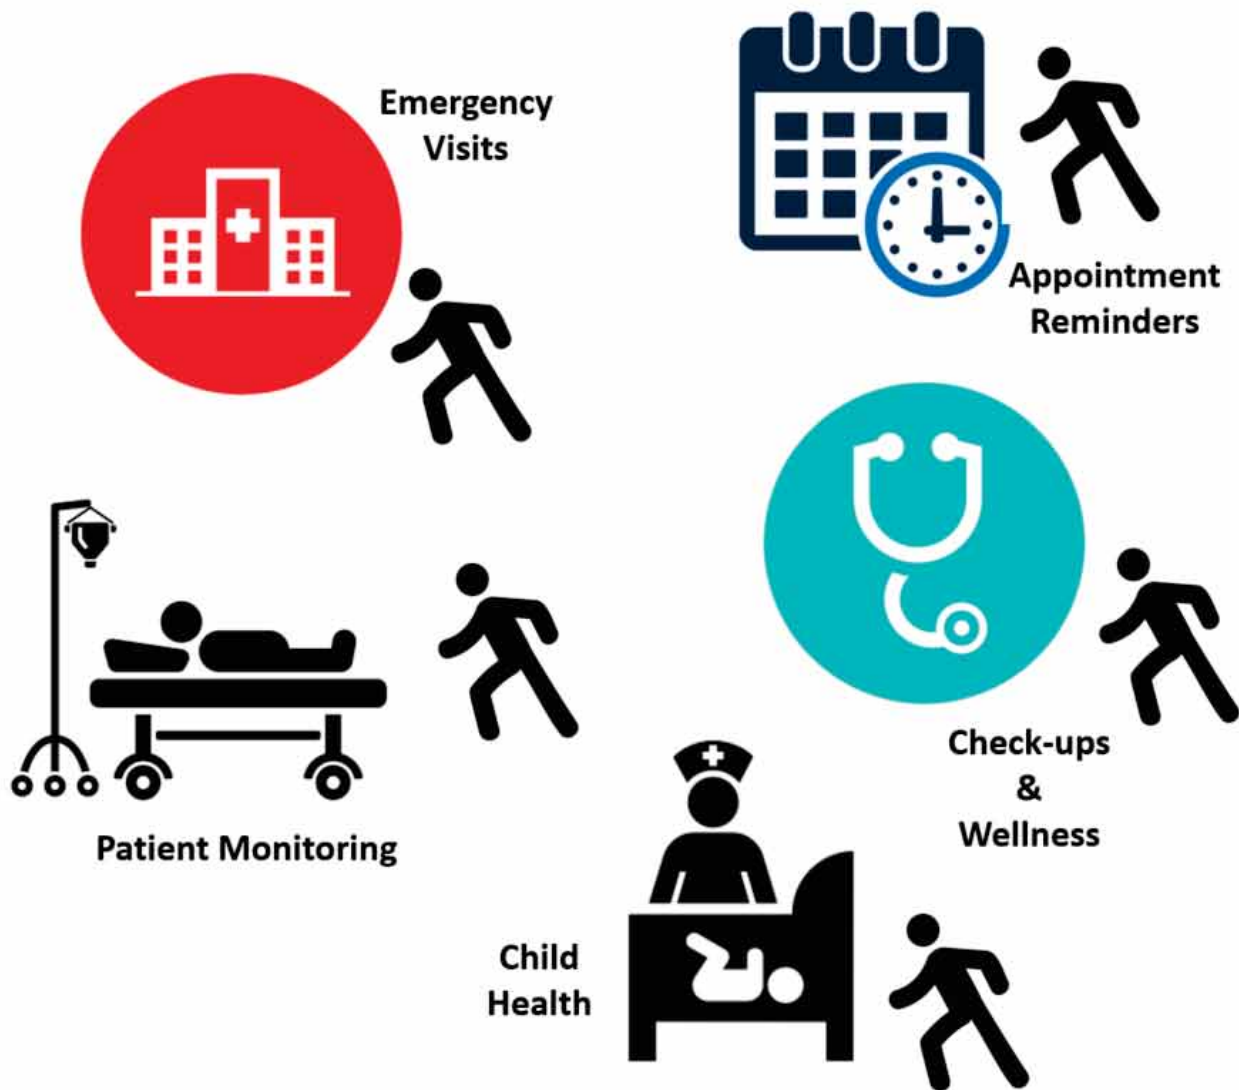 Emergency
Visits
Appointment
Reminders
Check-ups
&
Wellness
Patient Monitoring
Child
Health